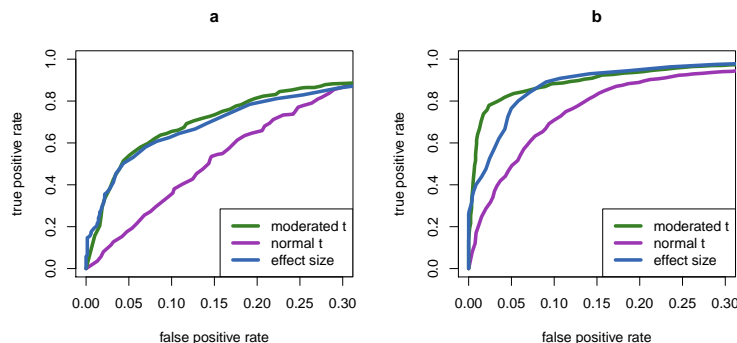 a
true positive rate
0.0 0.2 0.4 0.6 0.8 1.0
moderated t
normal t
effect size
0.00 0.05 0.10 0.15 0.20 0.25 0.30
false positive rate
b
true positive rate
0.0 0.2 0.4 0.6 0.8 1.0
moderated t
normal t
effect size
0.00 0.05 0.10 0.15 0.20 0.25 0.30
false positive rate